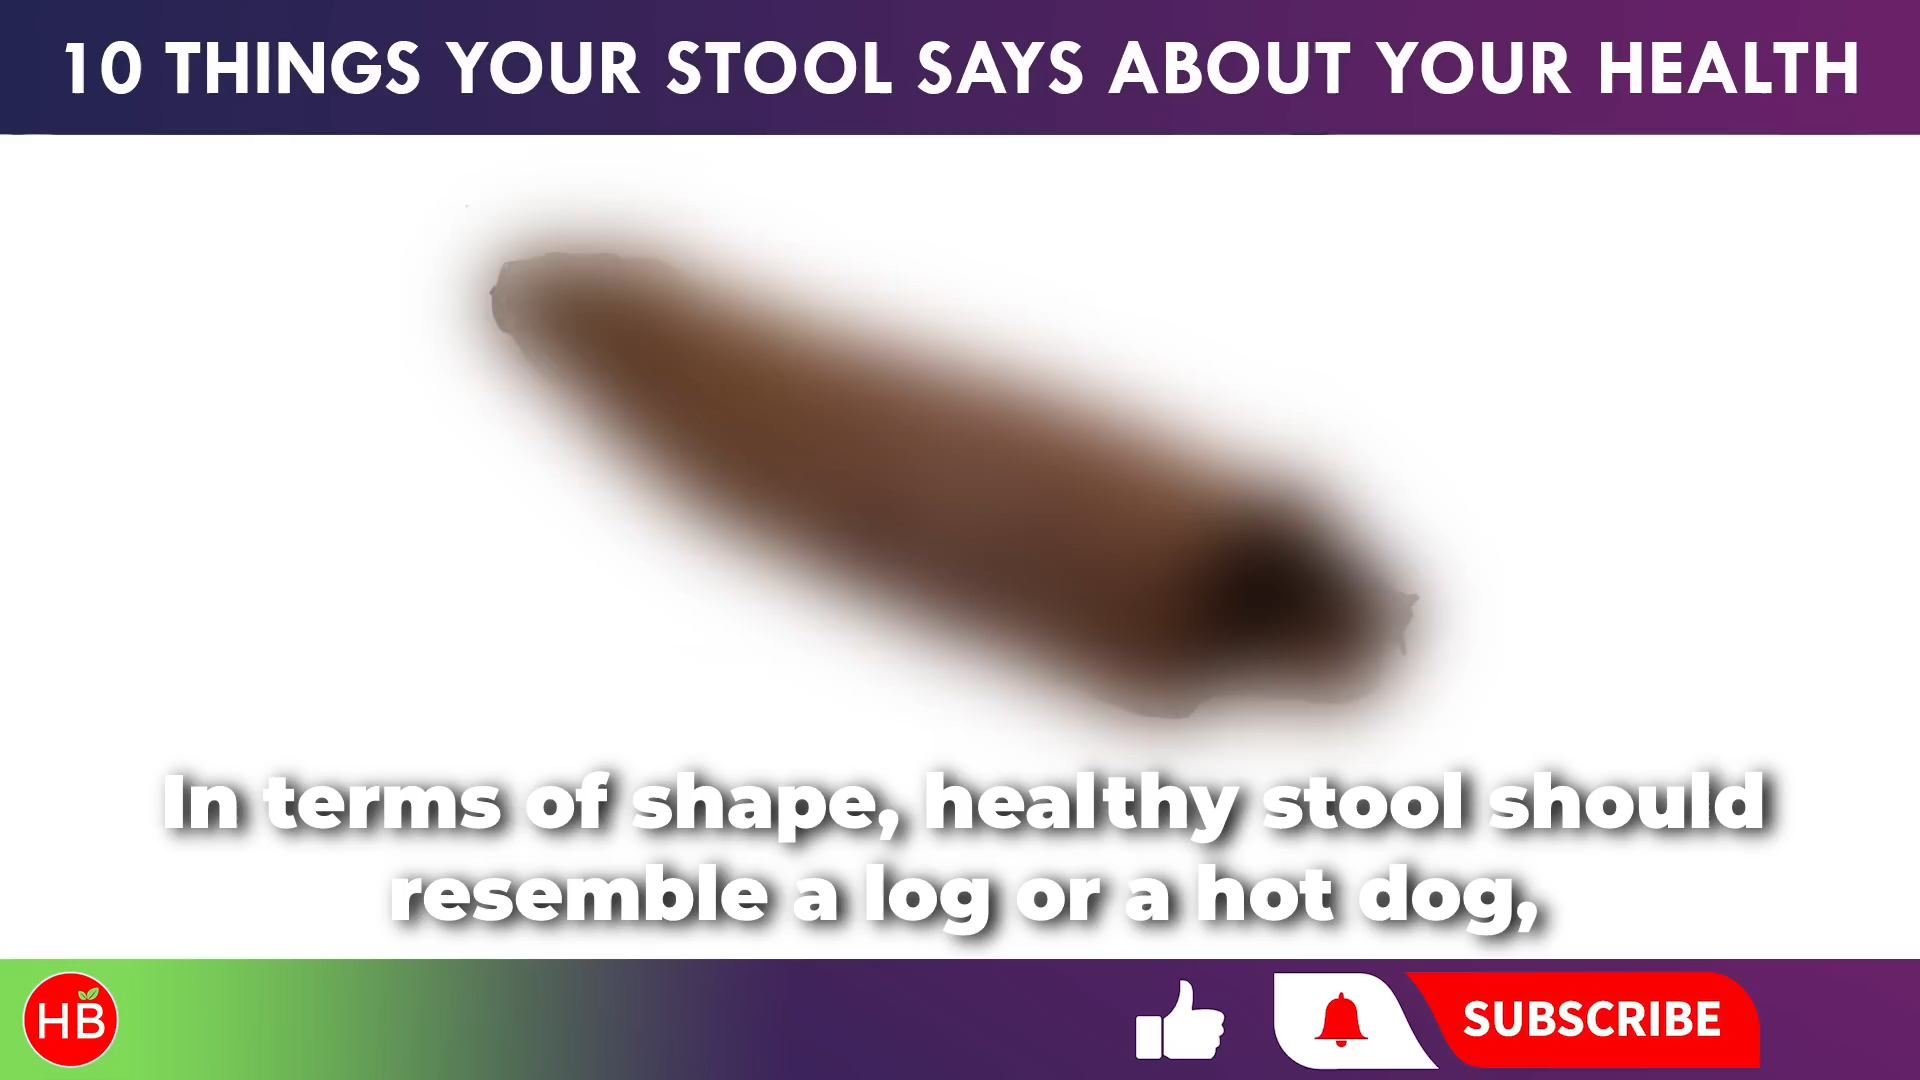 10 THINGS YOUR STOOL SAYS ABOUT YOUR HEALTH
In terms of shape, healthy stool should
resemble a log or a hot dog,
HB
SUBSCRIBE